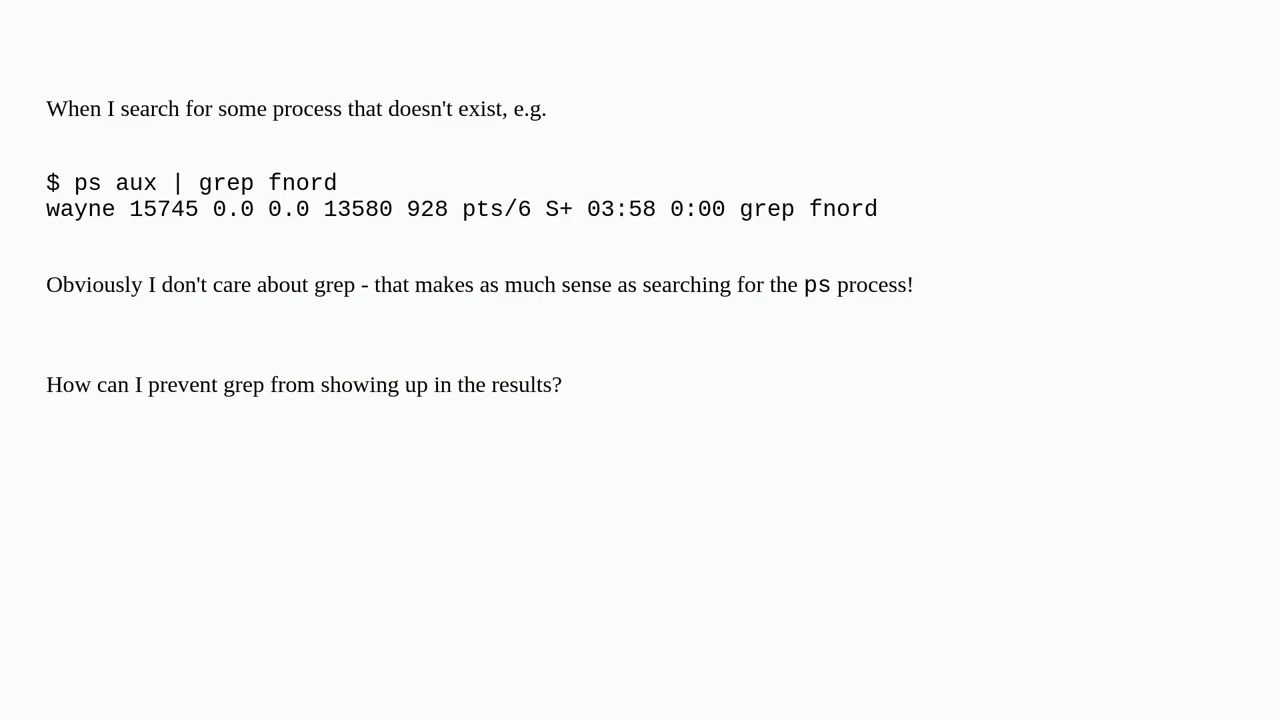 When I search for some process that doesn't exist, e.g.
$ ps aux | grep fnord
wayne 15745 0.0 0.0 13580 928 pts/6 S+ 03:58 0:00 grep fnord
Obviously I don't care about grep - that makes as much sense as searching for the ps process!
How can I prevent grep from showing up in the results?